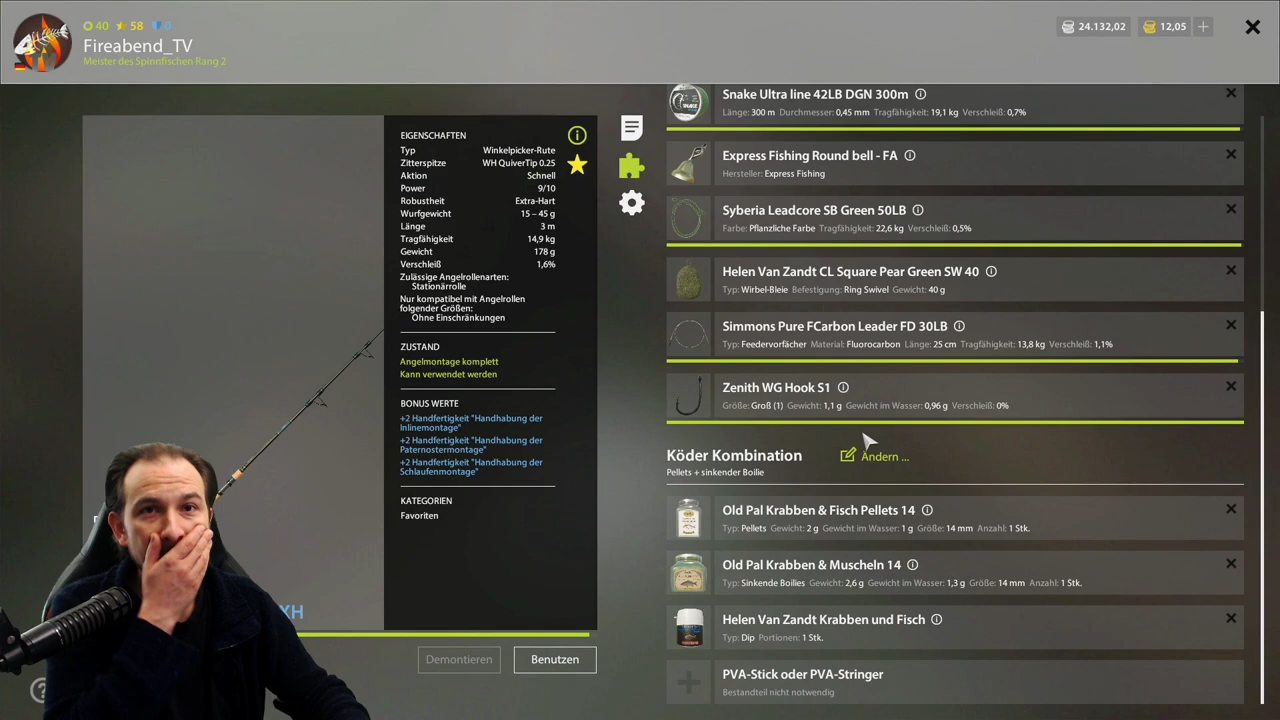 40 58 0
Fireabend_TV
Meister des Spinnfischen Rang 2
24.132,02 12,05 +
EIGENSCHAFTEN
Typ Winkelpicker-Rute
Zitterspitze WH QuiverTip 0.25
Aktion Schnell
Power 9/10
Robustheit Extra-Hart
Wurfgewicht 15 – 45 g
Länge 3 m
Tragfähigkeit 14,9 kg
Gewicht 178 g
Verschleiß 1,6%
Zulässige Angelrollenarten:
Stationärrolle
Nur kompatibel mit Angelrollen
folgender Größen:
Ohne Einschränkungen
ZUSTAND
Angelmontage komplett
Kann verwendet werden
BONUS WERTE
+2 Handfertigkeit "Handhabung der
Inlinemontage"
+2 Handfertigkeit "Handhabung der
Paternostermontage"
+2 Handfertigkeit "Handhabung der
Schlaufenmontage"
KATEGORIEN
Favoriten
XH
Demontieren Benutzen
Snake Ultra line 42LB DGN 300m
Länge: 300 m Durchmesser: 0,45 mm Tragfähigkeit: 19,1 kg Verschleiß: 0,7%
Express Fishing Round bell - FA
Hersteller: Express Fishing
Syberia Leadcore SB Green 50LB
Farbe: Pflanzliche Farbe Tragfähigkeit: 22,6 kg Verschleiß: 0,5%
Helen Van Zandt CL Square Pear Green SW 40
Typ: Wirbel-Bleie Befestigung: Ring Swivel Gewicht: 40 g
Simmons Pure FCarbon Leader FD 30LB
Typ: Feedervorfächer Material: Fluorocarbon Länge: 25 cm Tragfähigkeit: 13,8 kg Verschleiß: 1,1%
Zenith WG Hook S1
Größe: Groß (1) Gewicht: 1,1 g Gewicht im Wasser: 0,96 g Verschleiß: 0%
Köder Kombination Ändern ...
Pellets + sinkender Boilie
Old Pal Krabben & Fisch Pellets 14
Typ: Pellets Gewicht: 2 g Gewicht im Wasser: 1 g Größe: 14 mm Anzahl: 1 Stk.
Old Pal Krabben & Muscheln 14
Typ: Sinkende Boilies Gewicht: 2,6 g Gewicht im Wasser: 1,3 g Größe: 14 mm Anzahl: 1 Stk.
Helen Van Zandt Krabben und Fisch
Typ: Dip Portionen: 1 Stk.
PVA-Stick oder PVA-Stringer
Bestandteil nicht notwendig